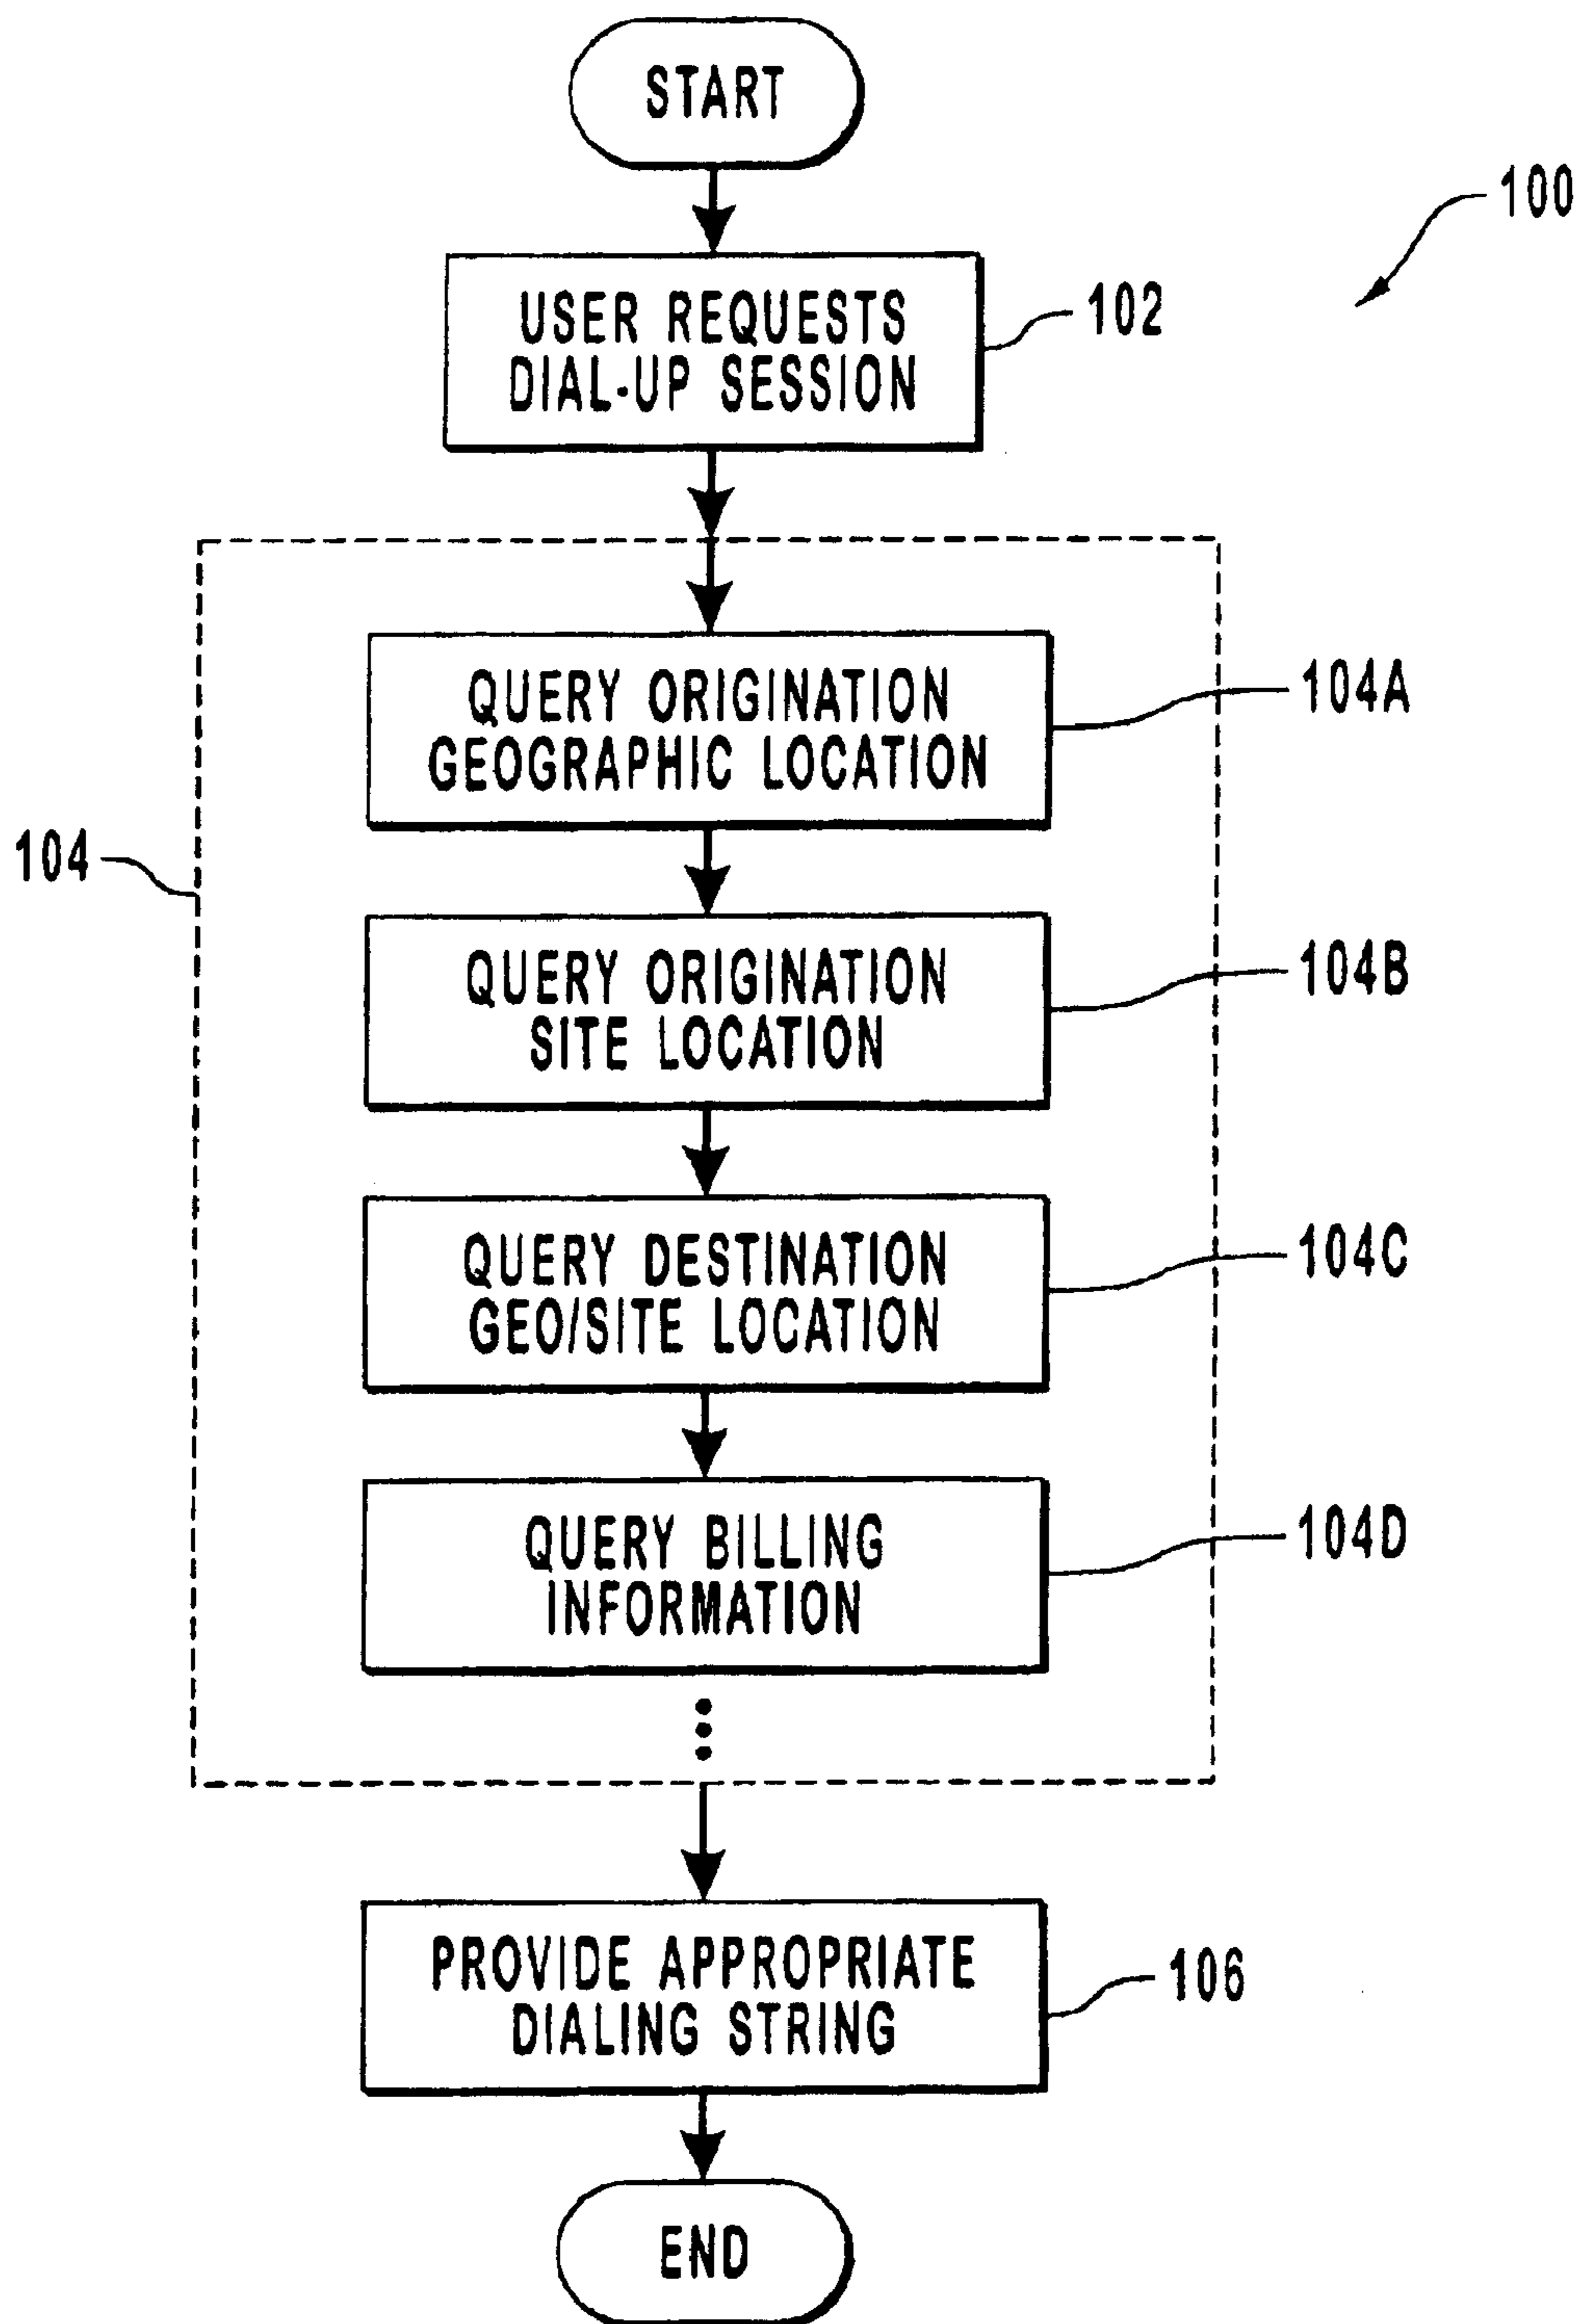 START
100
USER REQUESTS
DIAL-UP SESSION
102
104
QUERY ORIGINATION
GEOGRAPHIC LOCATION
104A
QUERY ORIGINATION
SITE LOCATION
104B
QUERY DESTINATION
GEO/SITE LOCATION
104C
QUERY BILLING
INFORMATION
104D
PROVIDE APPROPRIATE
DIALING STRING
106
END